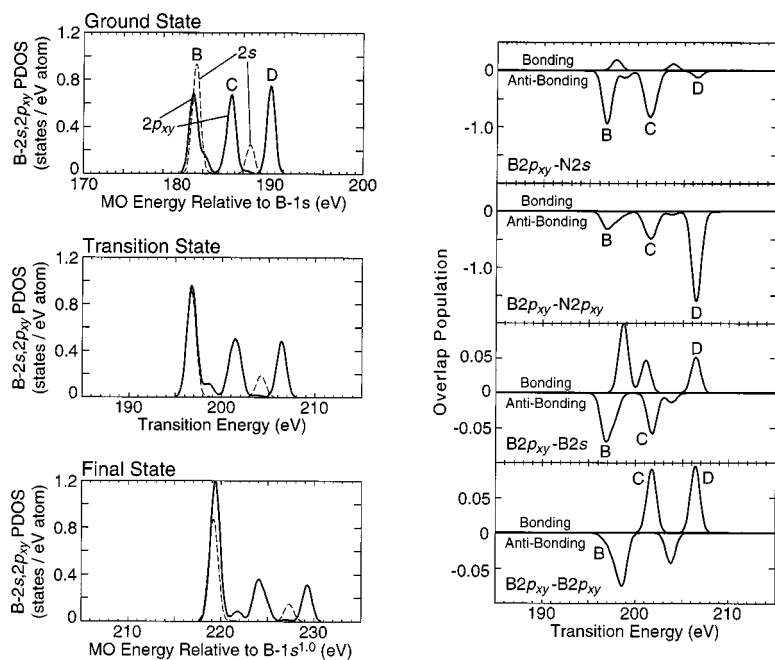 Ground State
B-2s,2pxy PDOS
(states / eV atom)
1.2
0.8
0.4
0
B
2s
C
D
2pxy
170
180
190
200
MO Energy Relative to B-1s (eV)
Transition State
B-2s,2pxy PDOS
(states / eV atom)
1.2
0.8
0.4
0
190
200
210
Transition Energy (eV)
Final State
B-2s,2pxy PDOS
(states / eV atom)
1.2
0.8
0.4
0
210
220
230
MO Energy Relative to B-1s1.0 (eV)
Overlap Population
Bonding
0
Anti-Bonding
D
-1.0
B
C
B2pxy-N2s
Bonding
0
Anti-Bonding
B
C
-1.0
B2pxy-N2pxy
D
0.05
D
Bonding
0
Anti-Bonding
-0.05
B2pxy-B2s
C
B
C
D
0.05
Bonding
0
Anti-Bonding
B
-0.05
B2pxy-B2pxy
190
200
210
Transition Energy (eV)